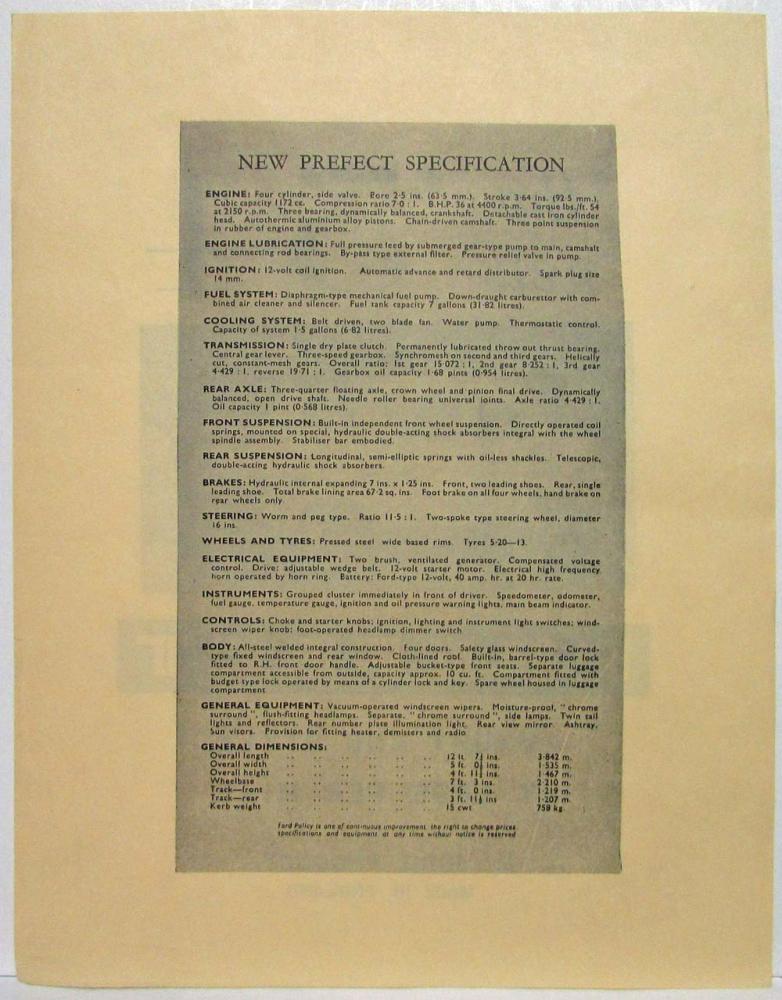 NEW PREFECT SPECIFICATION
ENGINE: Four cylinder, side valve. Bore 2·5 ins. (63·5 mm.). Stroke 3·64 ins. (92·5 mm.).
Cubic capacity 1172 cc. Compression ratio 7·0 : 1. B.H.P. 36 at 4400 r.p.m. Torque lbs./ft. 54
at 2150 r.p.m. Three bearing, dynamically balanced, crankshaft. Detachable cast iron cylinder
head. Autothermic aluminium alloy pistons. Chain-driven camshaft. Three point suspension
in rubber of engine and gearbox.
ENGINE LUBRICATION: Full pressure feed by submerged gear-type pump to main, camshaft
and connecting rod bearings. By-pass type external filter. Pressure relief valve in pump.
IGNITION: 12-volt coil ignition. Automatic advance and retard distributor. Spark plug size
14 mm.
FUEL SYSTEM: Diaphragm-type mechanical fuel pump. Down-draught carburettor with com-
bined air cleaner and silencer. Fuel tank capacity 7 gallons (31·82 litres).
COOLING SYSTEM: Belt driven, two blade fan. Water pump. Thermostatic control.
Capacity of system 1·5 gallons (6·82 litres).
TRANSMISSION: Single dry plate clutch. Permanently lubricated throw out thrust bearing.
Central gear lever. Three-speed gearbox. Synchromesh on second and third gears. Helically
cut, constant-mesh gears. Overall ratio: 1st gear 15·072 : 1, 2nd gear 8·252 : 1, 3rd gear
4·429 : 1, reverse 19·71 : 1. Gearbox oil capacity 1·68 pints (0·954 litres).
REAR AXLE: Three-quarter floating axle, crown wheel and pinion final drive. Dynamically
balanced, open drive shaft. Needle roller bearing universal joints. Axle ratio 4·429 : 1.
Oil capacity 1 pint (0·568 litres).
FRONT SUSPENSION: Built-in independent front wheel suspension. Directly operated coil
springs, mounted on special, hydraulic double-acting shock absorbers integral with the wheel
spindle assembly. Stabiliser bar embodied.
REAR SUSPENSION: Longitudinal, semi-elliptic springs with oil-less shackles. Telescopic,
double-acting hydraulic shock absorbers.
BRAKES: Hydraulic internal expanding 7 ins. x 1·25 ins. Front, two leading shoes. Rear, single
leading shoe. Total brake lining area 67·2 sq. ins. Foot brake on all four wheels, hand brake on
rear wheels only.
STEERING: Worm and peg type. Ratio 11·5 : 1. Two-spoke type steering wheel, diameter
16 ins.
WHEELS AND TYRES: Pressed steel wide based rims. Tyres 5·20—13.
ELECTRICAL EQUIPMENT: Two brush, ventilated generator. Compensated voltage
control. Drive: adjustable wedge belt. 12-volt starter motor. Electrical high frequency
horn operated by horn ring. Battery: Ford-type 12-volt, 40 amp. hr. at 20 hr. rate.
INSTRUMENTS: Grouped cluster immediately in front of driver. Speedometer, odometer,
fuel gauge, temperature gauge, ignition and oil pressure warning lights, main beam indicator.
CONTROLS: Choke and starter knobs; ignition, lighting and instrument light switches; wind-
screen wiper knob; foot-operated headlamp dimmer switch
BODY: All-steel welded integral construction. Four doors. Safety glass windscreen. Curved-
type fixed windscreen and rear window. Cloth-lined roof. Built-in, barrel-type door lock
fitted to R.H. front door handle. Adjustable bucket-type front seats. Separate luggage
compartment accessible from outside, capacity approx. 10 cu. ft. Compartment fitted with
budget type lock operated by means of a cylinder lock and key. Spare wheel housed in luggage
compartment
GENERAL EQUIPMENT: Vacuum-operated windscreen wipers. Moisture-proof, "chrome
surround", flush-fitting headlamps. Separate, "chrome surround", side lamps. Twin tail
lights and reflectors. Rear number plate illumination light. Rear view mirror. Ashtray.
Sun visors. Provision for fitting heater, demisters and radio
GENERAL DIMENSIONS:
Overall length .. .. .. .. .. .. 12 ft. 7¼ ins. 3·842 m.
Overall width .. .. .. .. .. .. 5 ft. 0½ ins. 1·535 m.
Overall height .. .. .. .. .. .. 4 ft. 11¾ ins. 1·467 m.
Wheelbase .. .. .. .. .. .. 7 ft. 3 ins. 2·210 m.
Track—front .. .. .. .. .. .. 4 ft. 0 ins. 1·219 m.
Track—rear .. .. .. .. .. .. 3 ft. 11½ ins 1·207 m.
Kerb weight .. .. .. .. .. .. 15 cwt. 758 kg.
Ford Policy is one of continuous improvement the right to change prices
specifications and equipment at any time without notice is reserved